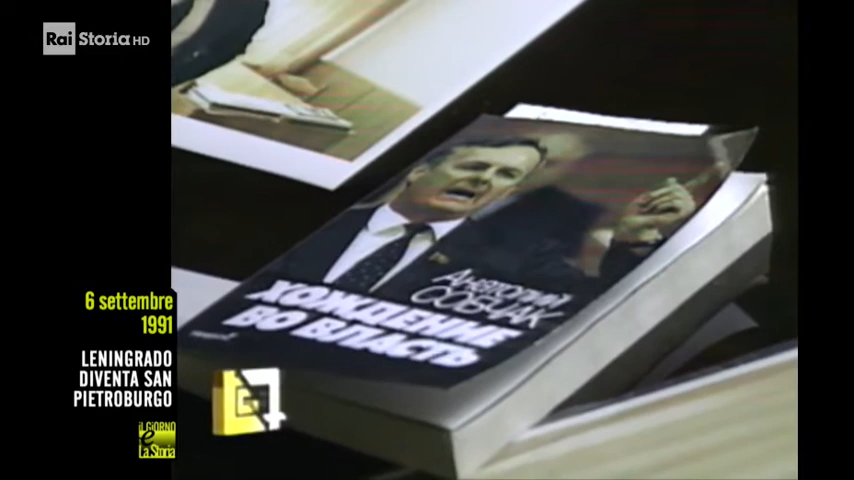 Rai Storia HD
Анатолий
СОБЧАК
ХОЖДЕНИЕ
ВО ВЛАСТЬ
6 settembre
1991
LENINGRADO
DIVENTA SAN
PIETROBURGO
iL GiORNO
e
La Storia